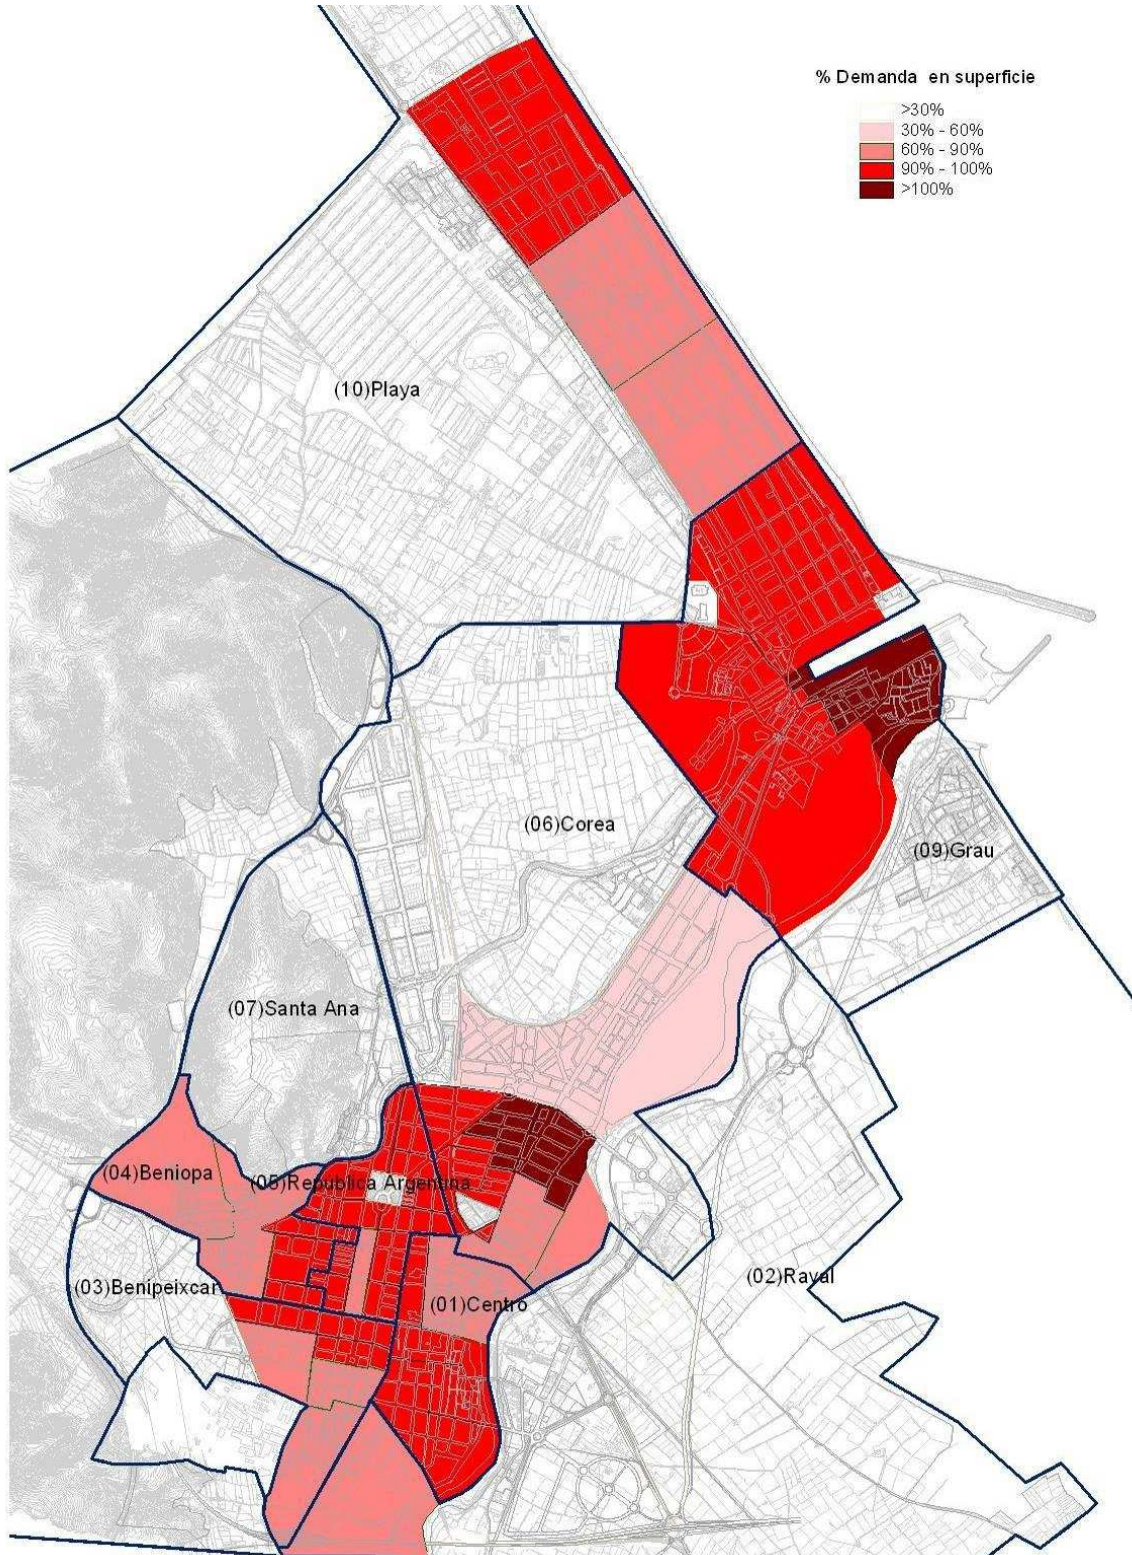 % Demanda en superficie
>30%
30% - 60%
60% - 90%
90% - 100%
>100%
(10)Playa
(06)Corea
(09)Grau
(07)Santa Ana
(04)Beniopa
(05)Republica Argentina
(03)Benipeixcar
(02)Raval
(01)Centro